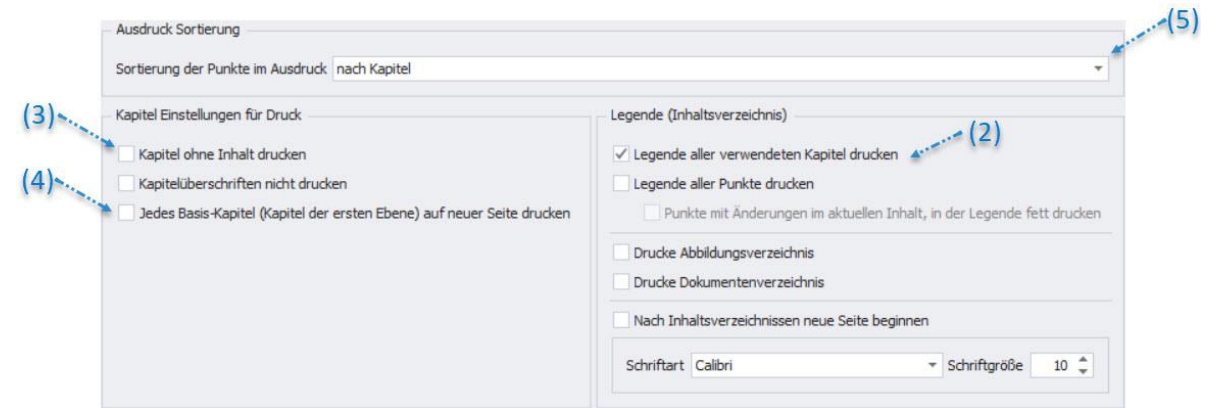 (5)
Ausdruck Sortierung
Sortierung der Punkte im Ausdruck nach Kapitel
(3)
Kapitel Einstellungen für Druck
Kapitel ohne Inhalt drucken
(4)
Kapitelüberschriften nicht drucken
Jedes Basis-Kapitel (Kapitel der ersten Ebene) auf neuer Seite drucken
Legende (Inhaltsverzeichnis)
(2)
Legende aller verwendeten Kapitel drucken
Legende aller Punkte drucken
Punkte mit Änderungen im aktuellen Inhalt, in der Legende fett drucken
Drucke Abbildungsverzeichnis
Drucke Dokumentenverzeichnis
Nach Inhaltsverzeichnissen neue Seite beginnen
Schriftart Calibri Schriftgröße 10